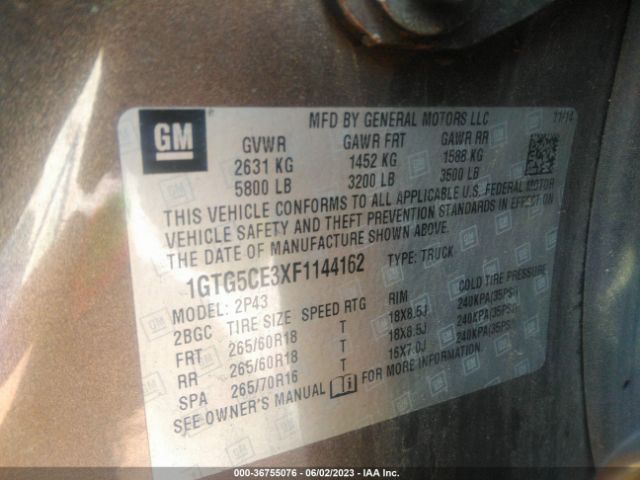 GM
MFD BY GENERAL MOTORS LLC 11/14
GVWR GAWR FRT GAWR RR
2631 KG 1452 KG 1588 KG
5800 LB 3200 LB 3500 LB
THIS VEHICLE CONFORMS TO ALL APPLICABLE U.S. FEDERAL MOTOR
VEHICLE SAFETY AND THEFT PREVENTION STANDARDS IN EFFECT ON
THE DATE OF MANUFACTURE SHOWN ABOVE.
1GTG5CE3XF1144162 TYPE: TRUCK
MODEL: 2P43
2BGC TIRE SIZE SPEED RTG RIM COLD TIRE PRESSURE
FRT 265/60R18 T 18X8.5J 240KPA(35PSI)
RR 265/60R18 T 18X8.5J 240KPA(35PSI)
SPA 265/70R16 T 16X7.0J 240KPA(35PSI)
SEE OWNER'S MANUAL FOR MORE INFORMATION.
000-36755076 | 06/02/2023 - IAA Inc.